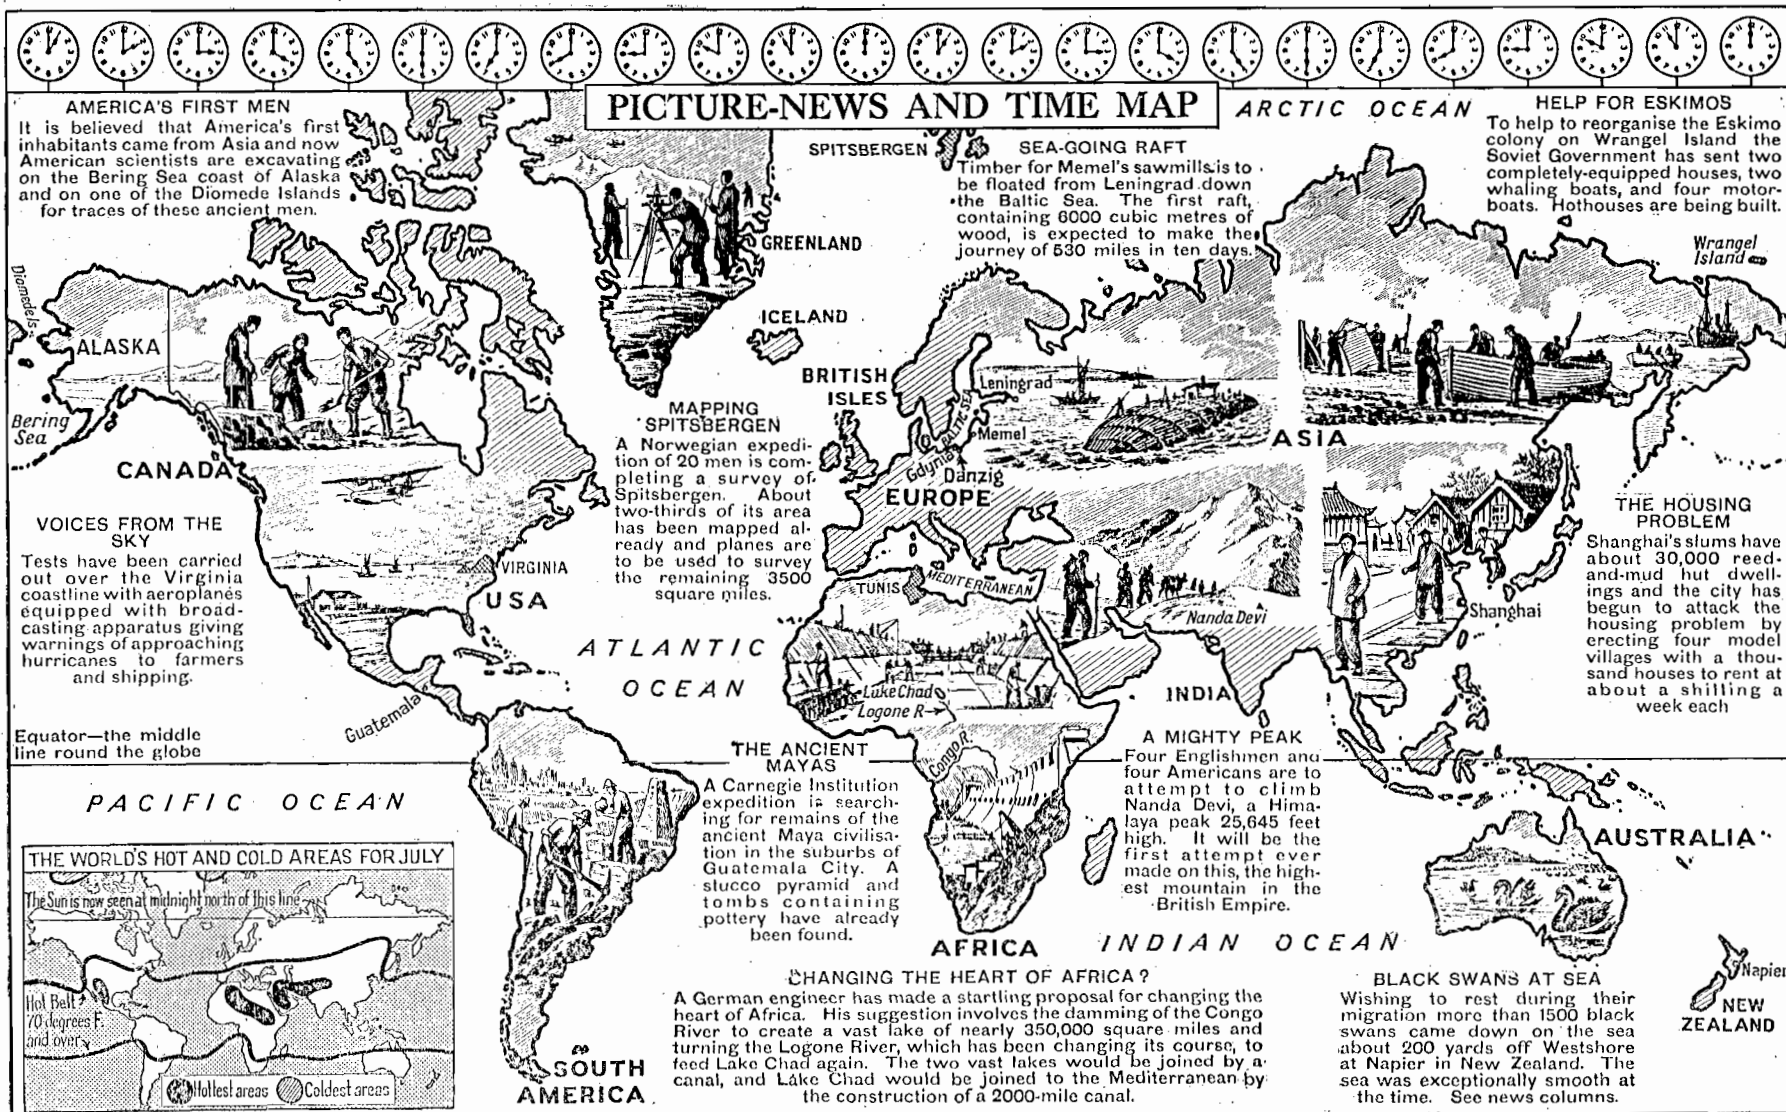 PICTURE-NEWS AND TIME MAP
AMERICA'S FIRST MEN
It is believed that America's first
inhabitants came from Asia and now
American scientists are excavating
on the Bering Sea coast of Alaska
and on one of the Diomede Islands
for traces of these ancient men.
SPITSBERGEN
SEA-GOING RAFT
Timber for Memel's sawmills is to
be floated from Leningrad down
the Baltic Sea. The first raft,
containing 6000 cubic metres of
wood, is expected to make the
journey of 530 miles in ten days.
ARCTIC OCEAN
HELP FOR ESKIMOS
To help to reorganise the Eskimo
colony on Wrangel Island the
Soviet Government has sent two
completely-equipped houses, two
whaling boats, and four motor-
boats. Hothouses are being built.
Wrangel
Island
GREENLAND
ICELAND
Diomede Is.
ALASKA
Bering
Sea
CANADA
BRITISH
ISLES
Leningrad
BALTIC SEA
Memel
Gdynia
Danzig
EUROPE
ASIA
MAPPING
SPITSBERGEN
A Norwegian expedi-
tion of 20 men is com-
pleting a survey of
Spitsbergen. About
two-thirds of its area
has been mapped al-
ready and planes are
to be used to survey
the remaining 3500
square miles.
VOICES FROM THE
SKY
Tests have been carried
out over the Virginia
coastline with aeroplanes
equipped with broad-
casting apparatus giving
warnings of approaching
hurricanes to farmers
and shipping.
VIRGINIA
USA
TUNIS
MEDITERRANEAN
Nanda Devi
Shanghai
THE HOUSING
PROBLEM
Shanghai's slums have
about 30,000 reed-
and-mud hut dwell-
ings and the city has
begun to attack the
housing problem by
erecting four model
villages with a thou-
sand houses to rent at
about a shilling a
week each
ATLANTIC
OCEAN
Lake Chad
Logone R
INDIA
Guatemala
Equator—the middle
line round the globe
PACIFIC OCEAN
Congo R.
THE ANCIENT
MAYAS
A Carnegie Institution
expedition is search-
ing for remains of the
ancient Maya civilisa-
tion in the suburbs of
Guatemala City. A
stucco pyramid and
tombs containing
pottery have already
been found.
A MIGHTY PEAK
Four Englishmen and
four Americans are to
attempt to climb
Nanda Devi, a Hima-
laya peak 25,645 feet
high. It will be the
first attempt ever
made on this, the high-
est mountain in the
British Empire.
AUSTRALIA
THE WORLD'S HOT AND COLD AREAS FOR JULY
The Sun is now seen at midnight north of this line
Hot Belt
70 degrees F.
and over
Hottest areas
Coldest areas
AFRICA
INDIAN OCEAN
SOUTH
AMERICA
CHANGING THE HEART OF AFRICA?
A German engineer has made a startling proposal for changing the
heart of Africa. His suggestion involves the damming of the Congo
River to create a vast lake of nearly 350,000 square miles and
turning the Logone River, which has been changing its course, to
feed Lake Chad again. The two vast lakes would be joined by a
canal, and Lake Chad would be joined to the Mediterranean by
the construction of a 2000-mile canal.
BLACK SWANS AT SEA
Wishing to rest during their
migration more than 1500 black
swans came down on the sea
about 200 yards off Westshore
at Napier in New Zealand. The
sea was exceptionally smooth at
the time. See news columns.
Napier
NEW
ZEALAND